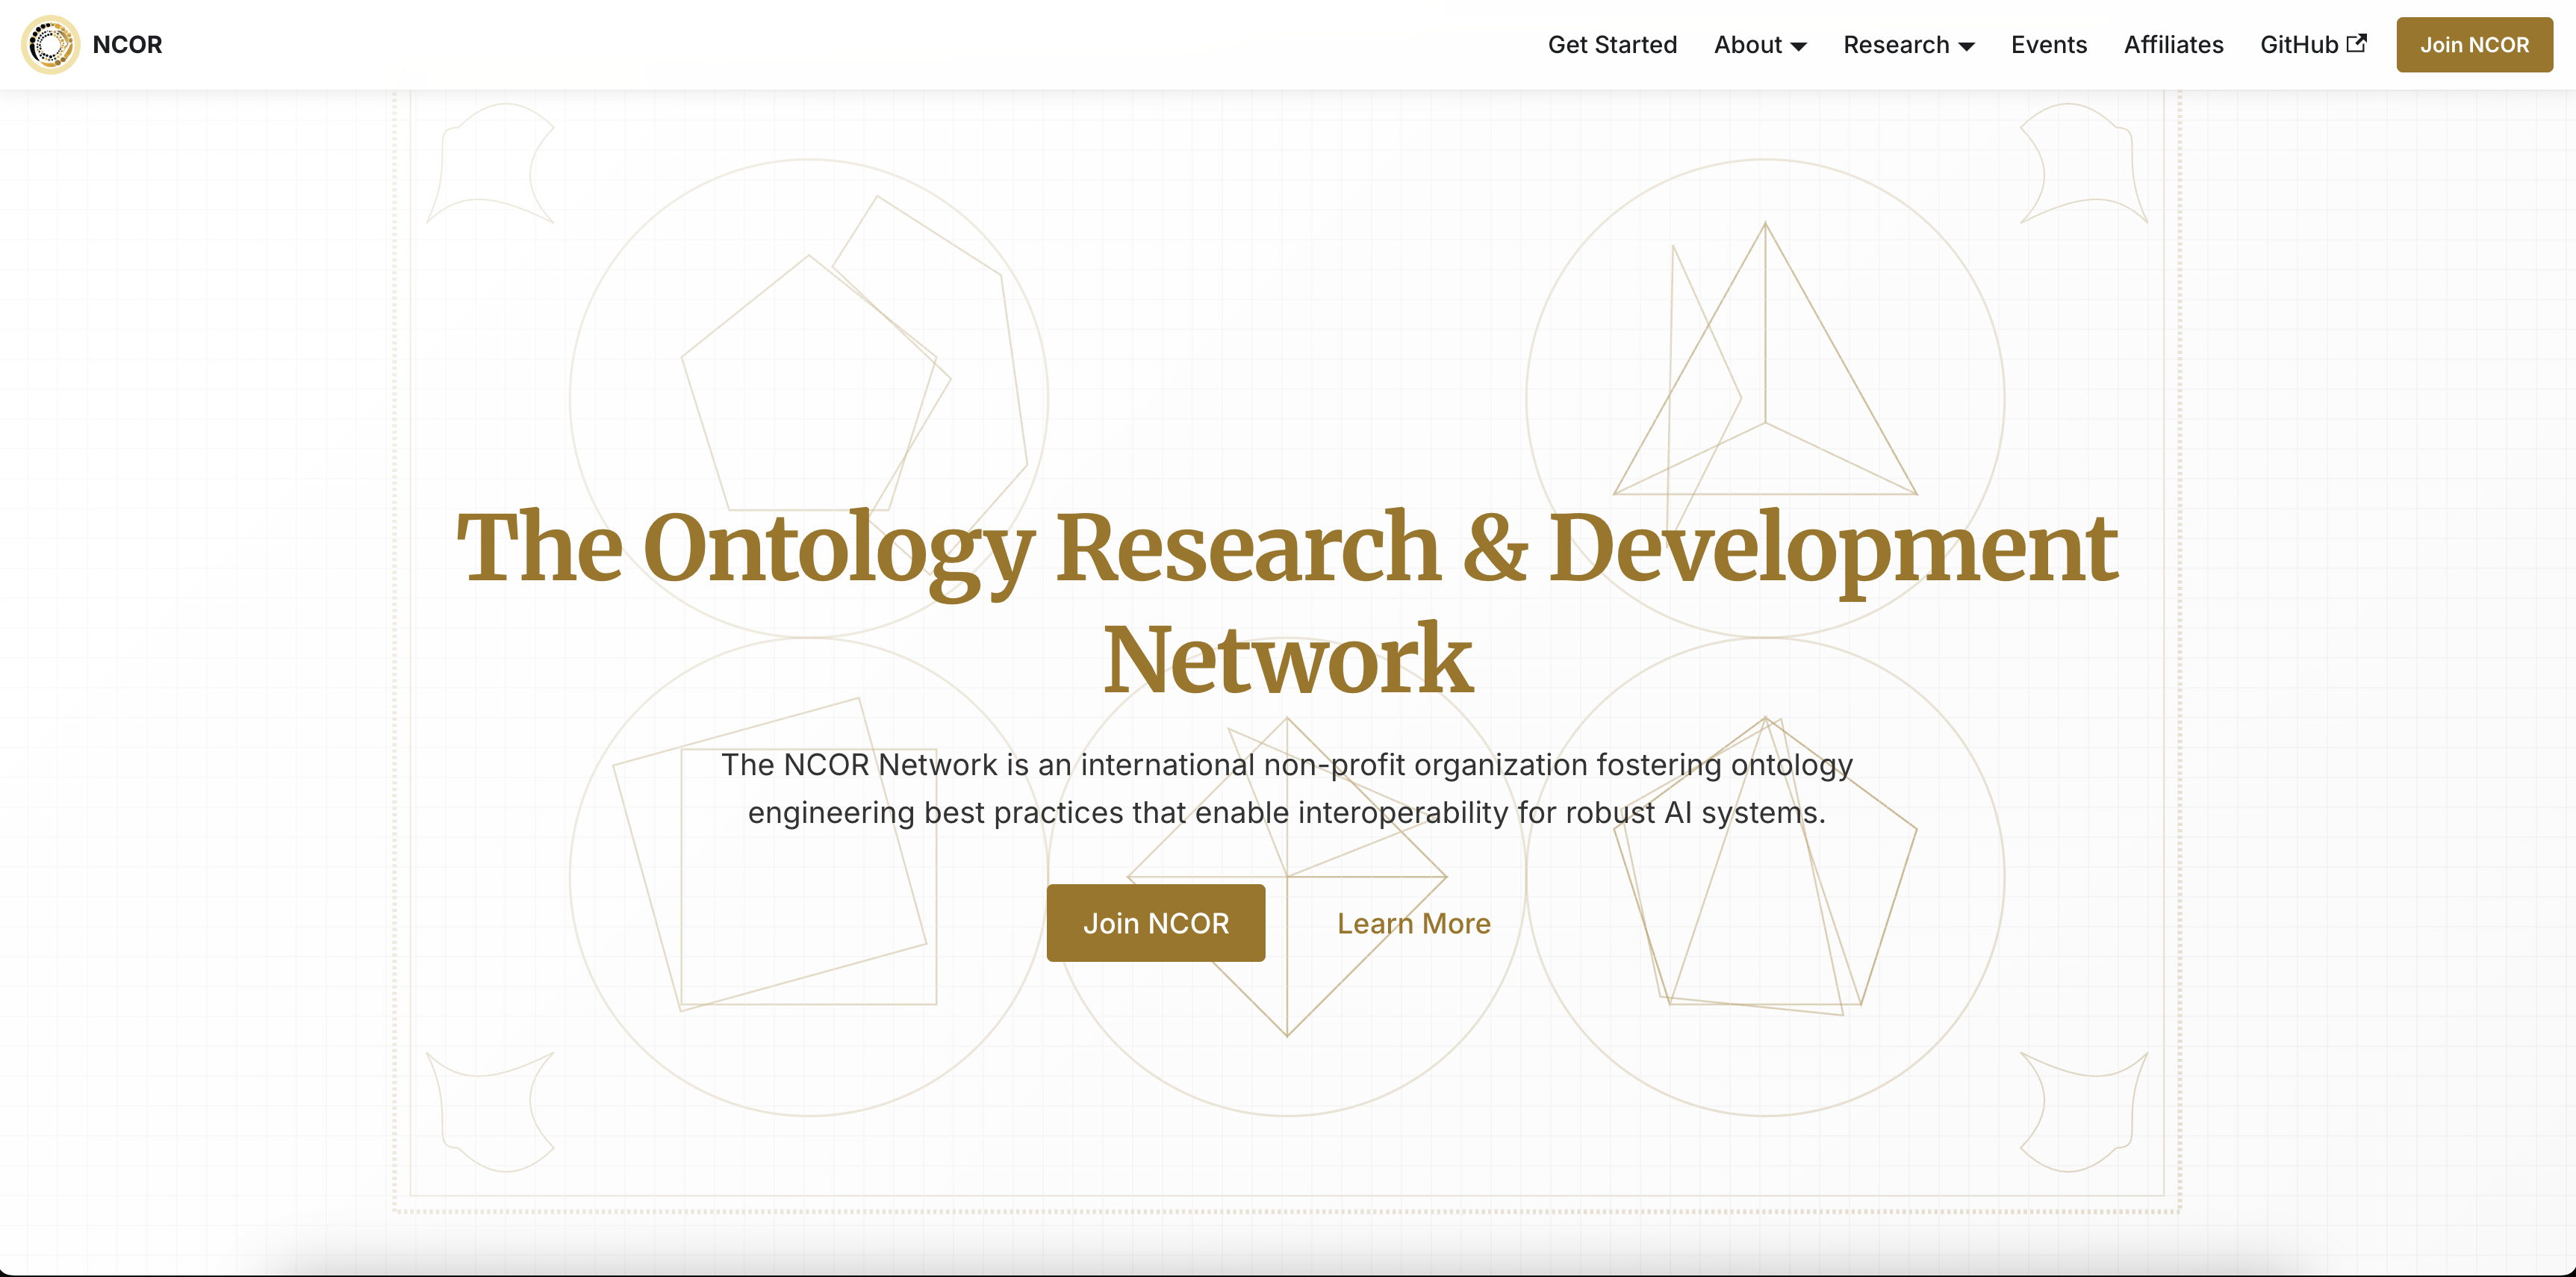 NCOR
Get Started
About
Research
Events
Affiliates
GitHub
Join NCOR
The Ontology Research & Development
Network
The NCOR Network is an international non-profit organization fostering ontology
engineering best practices that enable interoperability for robust AI systems.
Join NCOR
Learn More